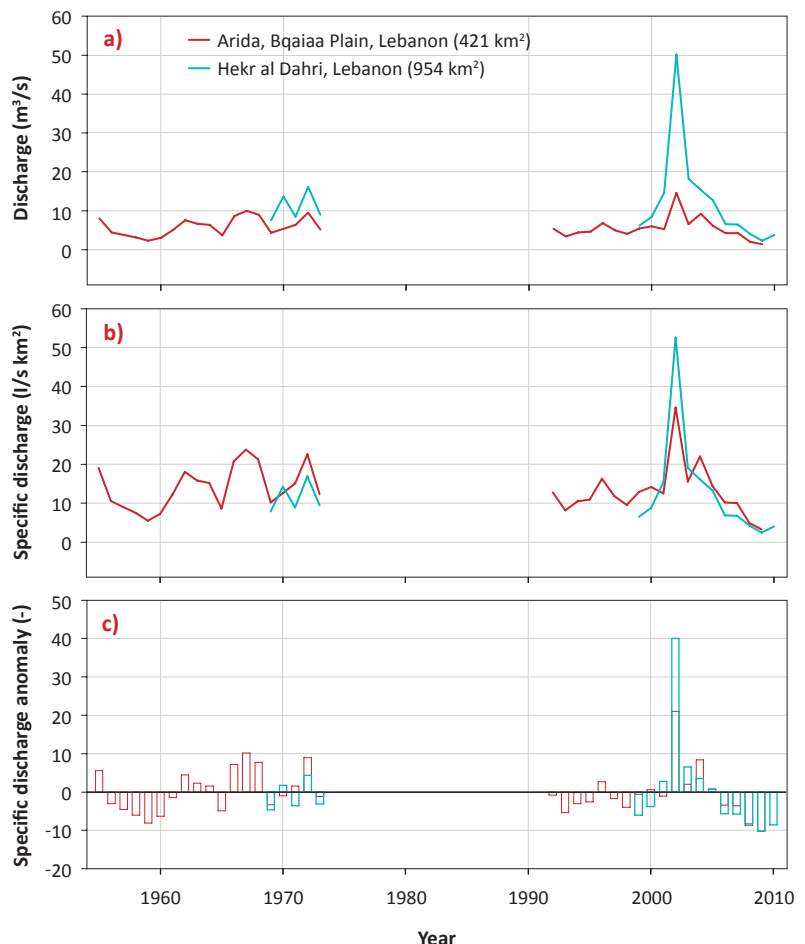 a)
Arida, Bqaiaa Plain, Lebanon (421 km²)
Hekr al Dahri, Lebanon (954 km²)
Discharge (m³/s)
60
50
40
30
20
10
0
b)
Specific discharge (l/s km²)
60
50
40
30
20
10
0
c)
Specific discharge anomaly (-)
50
40
30
20
10
0
-10
-20
1960 1970 1980 1990 2000 2010
Year